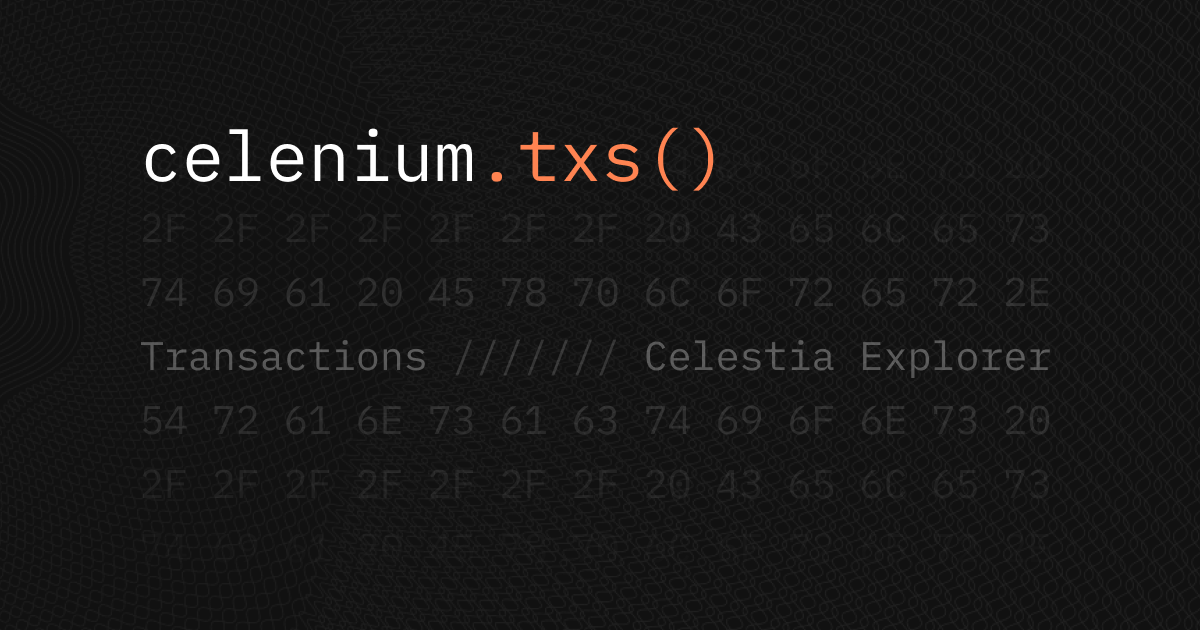 celenium.txs()
2F 2F 2F 2F 2F 2F 2F 20 43 65 6C 65 73
74 69 61 20 45 78 70 6C 6F 72 65 72 2E
Transactions /////// Celestia Explorer
54 72 61 6E 73 61 63 74 69 6F 6E 73 20
2F 2F 2F 2F 2F 2F 2F 20 43 65 6C 65 73